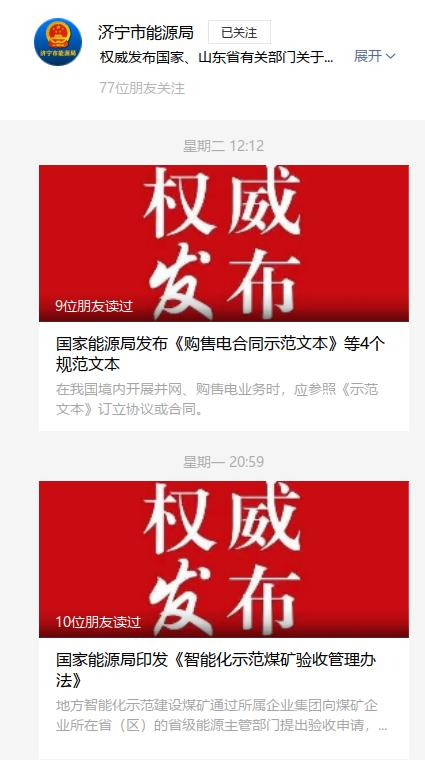 济宁市能源局
济宁市能源局 已关注
权威发布国家、山东省有关部门关于... 展开
77位朋友关注
星期二 12:12
权威
发布
9位朋友读过
国家能源局发布《购售电合同示范文本》等4个
规范文本
在我国境内开展并网、购售电业务时，应参照《示范
文本》订立协议或合同。
星期一 20:59
权威
发布
10位朋友读过
国家能源局印发《智能化示范煤矿验收管理办
法》
地方智能化示范建设煤矿通过所属企业集团向煤矿企
业所在省（区）的省级能源主管部门提出验收申请，...